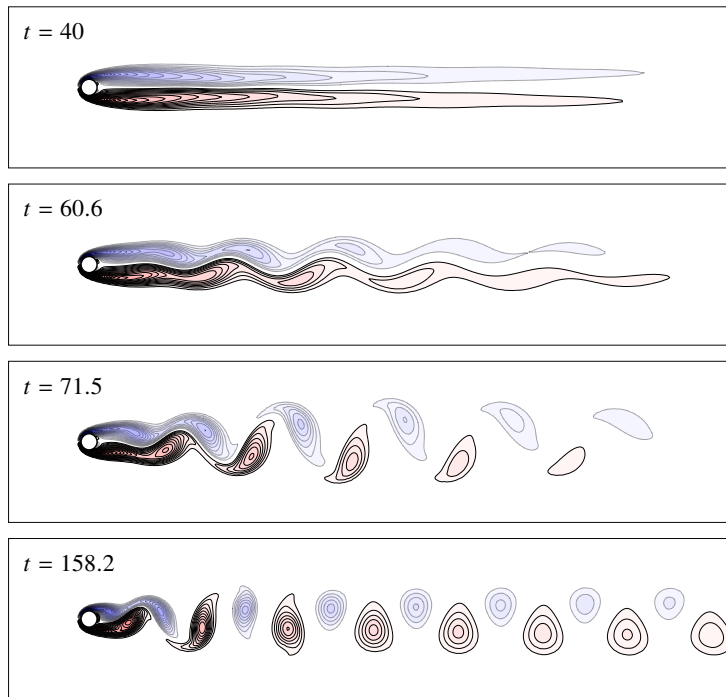 t = 40
t = 60.6
t = 71.5
t = 158.2